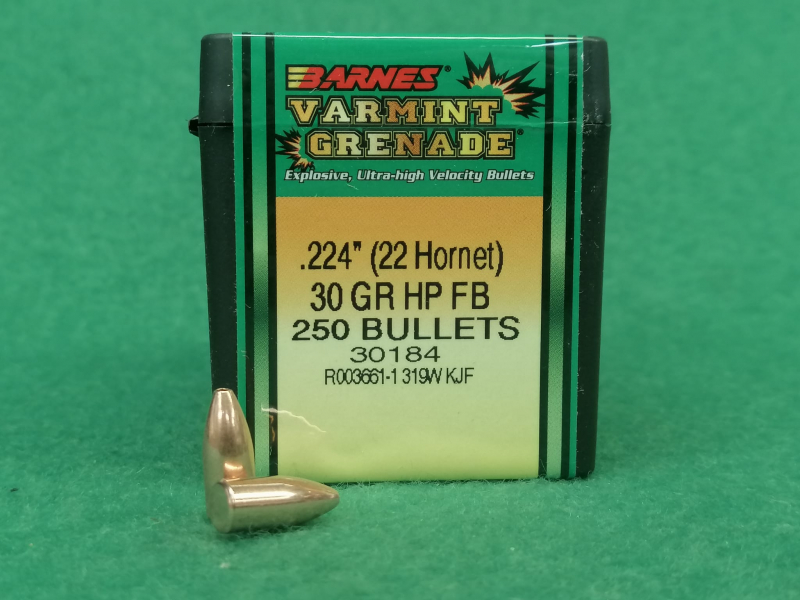 BARNES®
VARMINT
GRENADE®
Explosive, Ultra-high Velocity Bullets
.224" (22 Hornet)
30 GR HP FB
250 BULLETS
30184
R003661-1 319W KJF